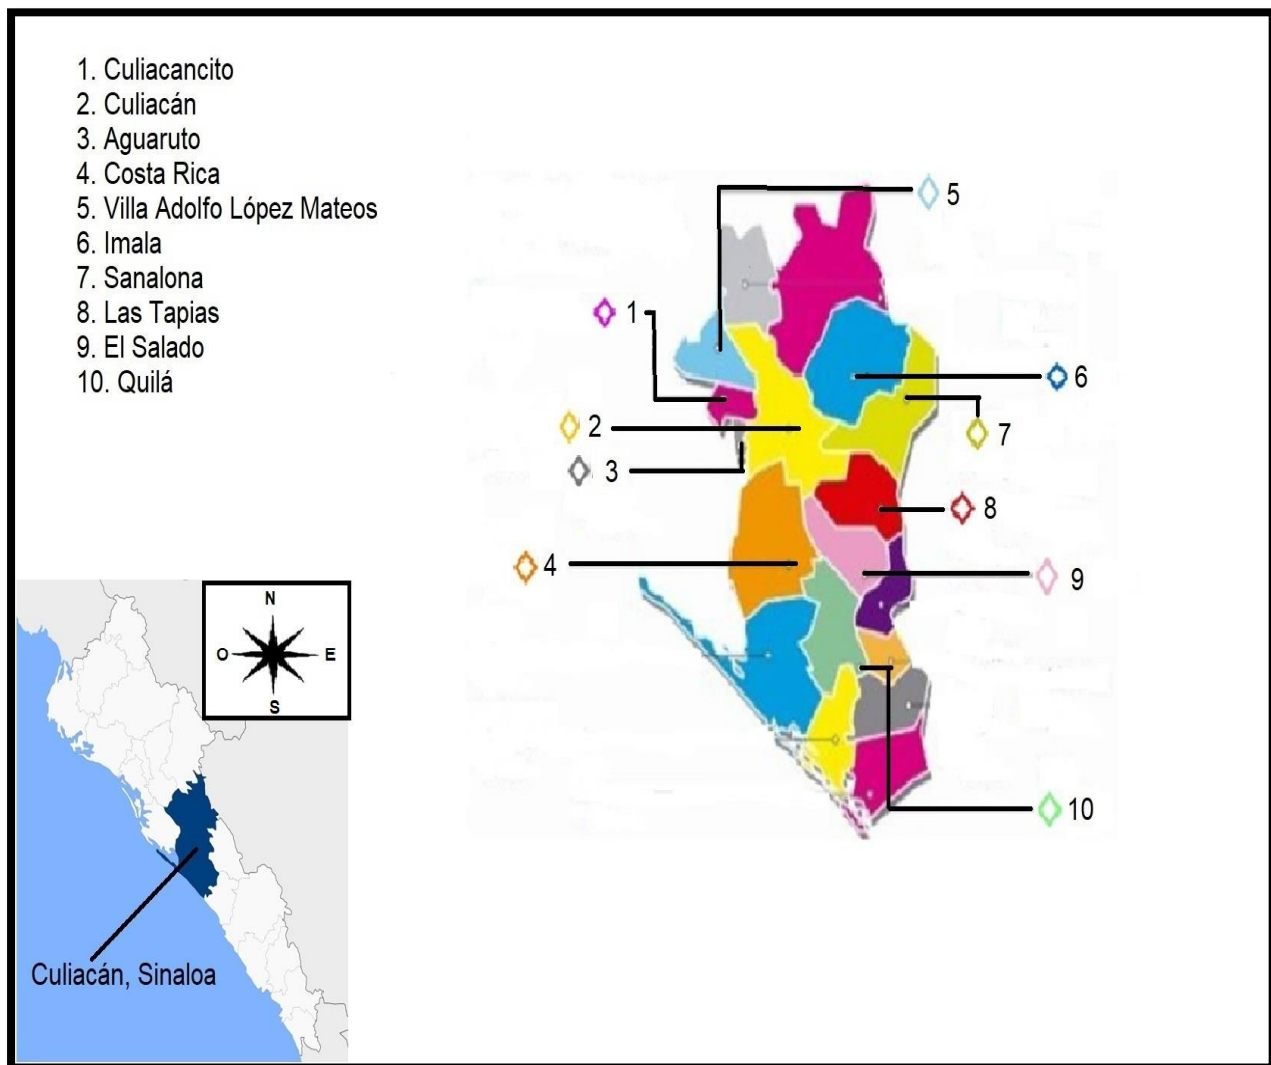 1. Culiacancito
2. Culiacán
3. Aguaruto
4. Costa Rica
5. Villa Adolfo López Mateos
6. Imala
7. Sanalona
8. Las Tapias
9. El Salado
10. Quilá
5
1
6
2
7
3
8
4
9
10
N
O
E
S
Culiacán, Sinaloa